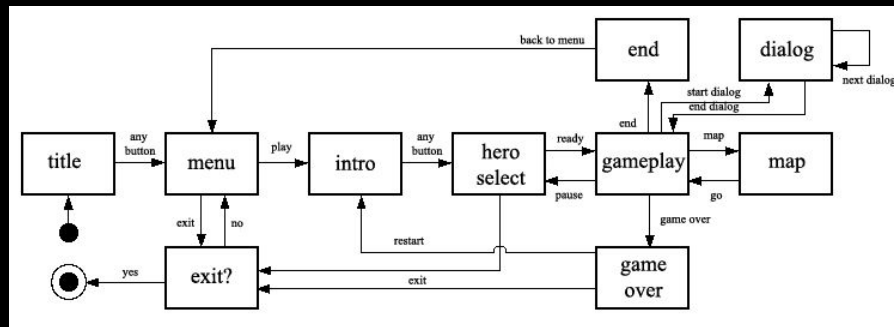 back to menu
end
dialog
next dialog
start dialog
end dialog
end
any
button
play
any
button
ready
map
title
menu
intro
hero
select
gameplay
map
pause
go
exit
no
restart
game over
yes
exit?
exit
game
over